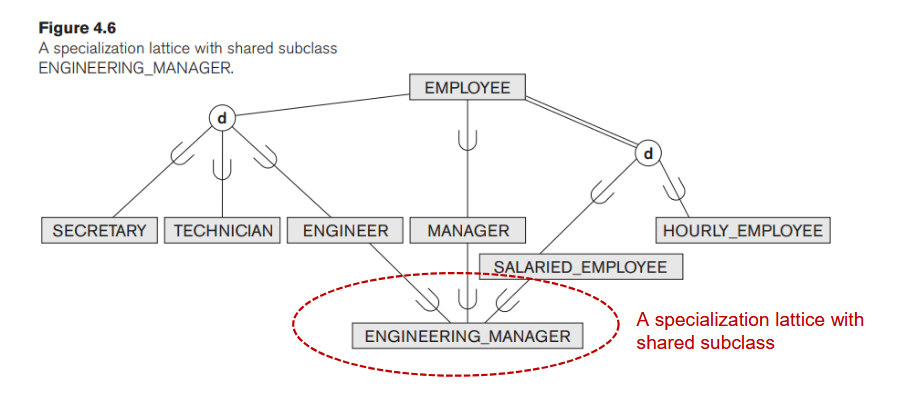 Figure 4.6
A specialization lattice with shared subclass
ENGINEERING_MANAGER.
EMPLOYEE
d
d
SECRETARY
TECHNICIAN
ENGINEER
MANAGER
HOURLY_EMPLOYEE
SALARIED_EMPLOYEE
ENGINEERING_MANAGER
A specialization lattice with
shared subclass